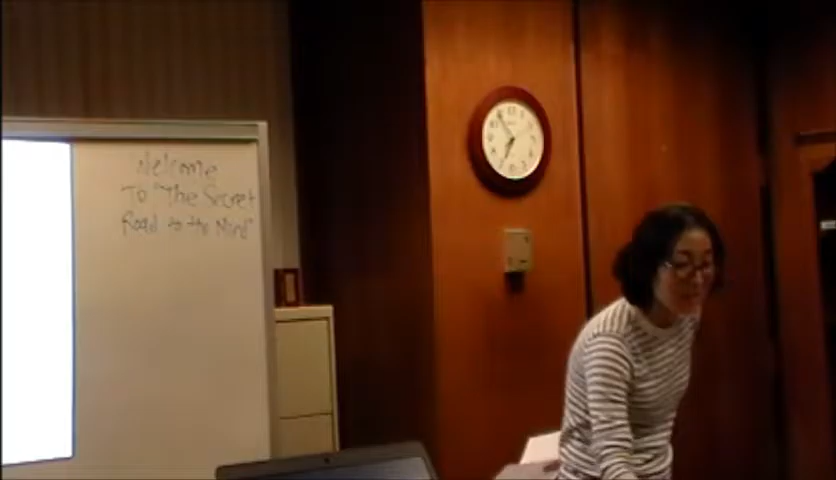 Welcome
To "The Secret
Road to the Mind"